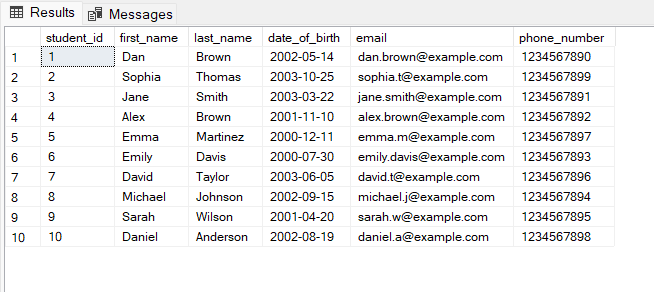 Results Messages
student_id first_name last_name date_of_birth email phone_number
1 1 Dan Brown 2002-05-14 dan.brown@example.com 1234567890
2 2 Sophia Thomas 2003-10-25 sophia.t@example.com 1234567899
3 3 Jane Smith 2003-03-22 jane.smith@example.com 1234567891
4 4 Alex Brown 2001-11-10 alex.brown@example.com 1234567892
5 5 Emma Martinez 2000-12-11 emma.m@example.com 1234567897
6 6 Emily Davis 2000-07-30 emily.davis@example.com 1234567893
7 7 David Taylor 2003-06-05 david.t@example.com 1234567896
8 8 Michael Johnson 2002-09-15 michael.j@example.com 1234567894
9 9 Sarah Wilson 2001-04-20 sarah.w@example.com 1234567895
10 10 Daniel Anderson 2002-08-19 daniel.a@example.com 1234567898